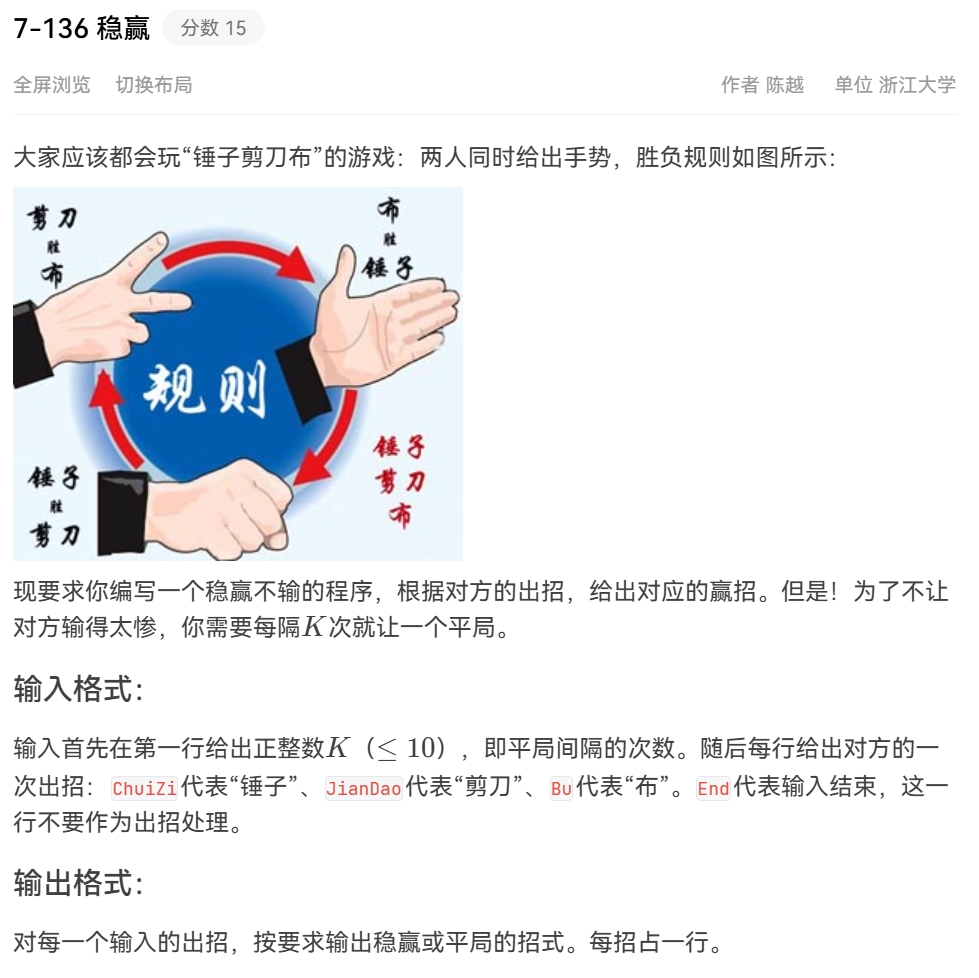 7-136 稳赢 分数 15
全屏浏览 切换布局 作者 陈越 单位 浙江大学
大家应该都会玩“锤子剪刀布”的游戏：两人同时给出手势，胜负规则如图所示：
剪刀
胜
布
布
胜
锤子
规则
锤子
胜
剪刀
锤子
剪刀
布
现要求你编写一个稳赢不输的程序，根据对方的出招，给出对应的赢招。但是！为了不让
对方输得太惨，你需要每隔K次就让一个平局。
输入格式：
输入首先在第一行给出正整数K（≤ 10），即平局间隔的次数。随后每行给出对方的一
次出招：ChuiZi代表“锤子”、JianDao代表“剪刀”、Bu代表“布”。End代表输入结束，这一
行不要作为出招处理。
输出格式：
对每一个输入的出招，按要求输出稳赢或平局的招式。每招占一行。